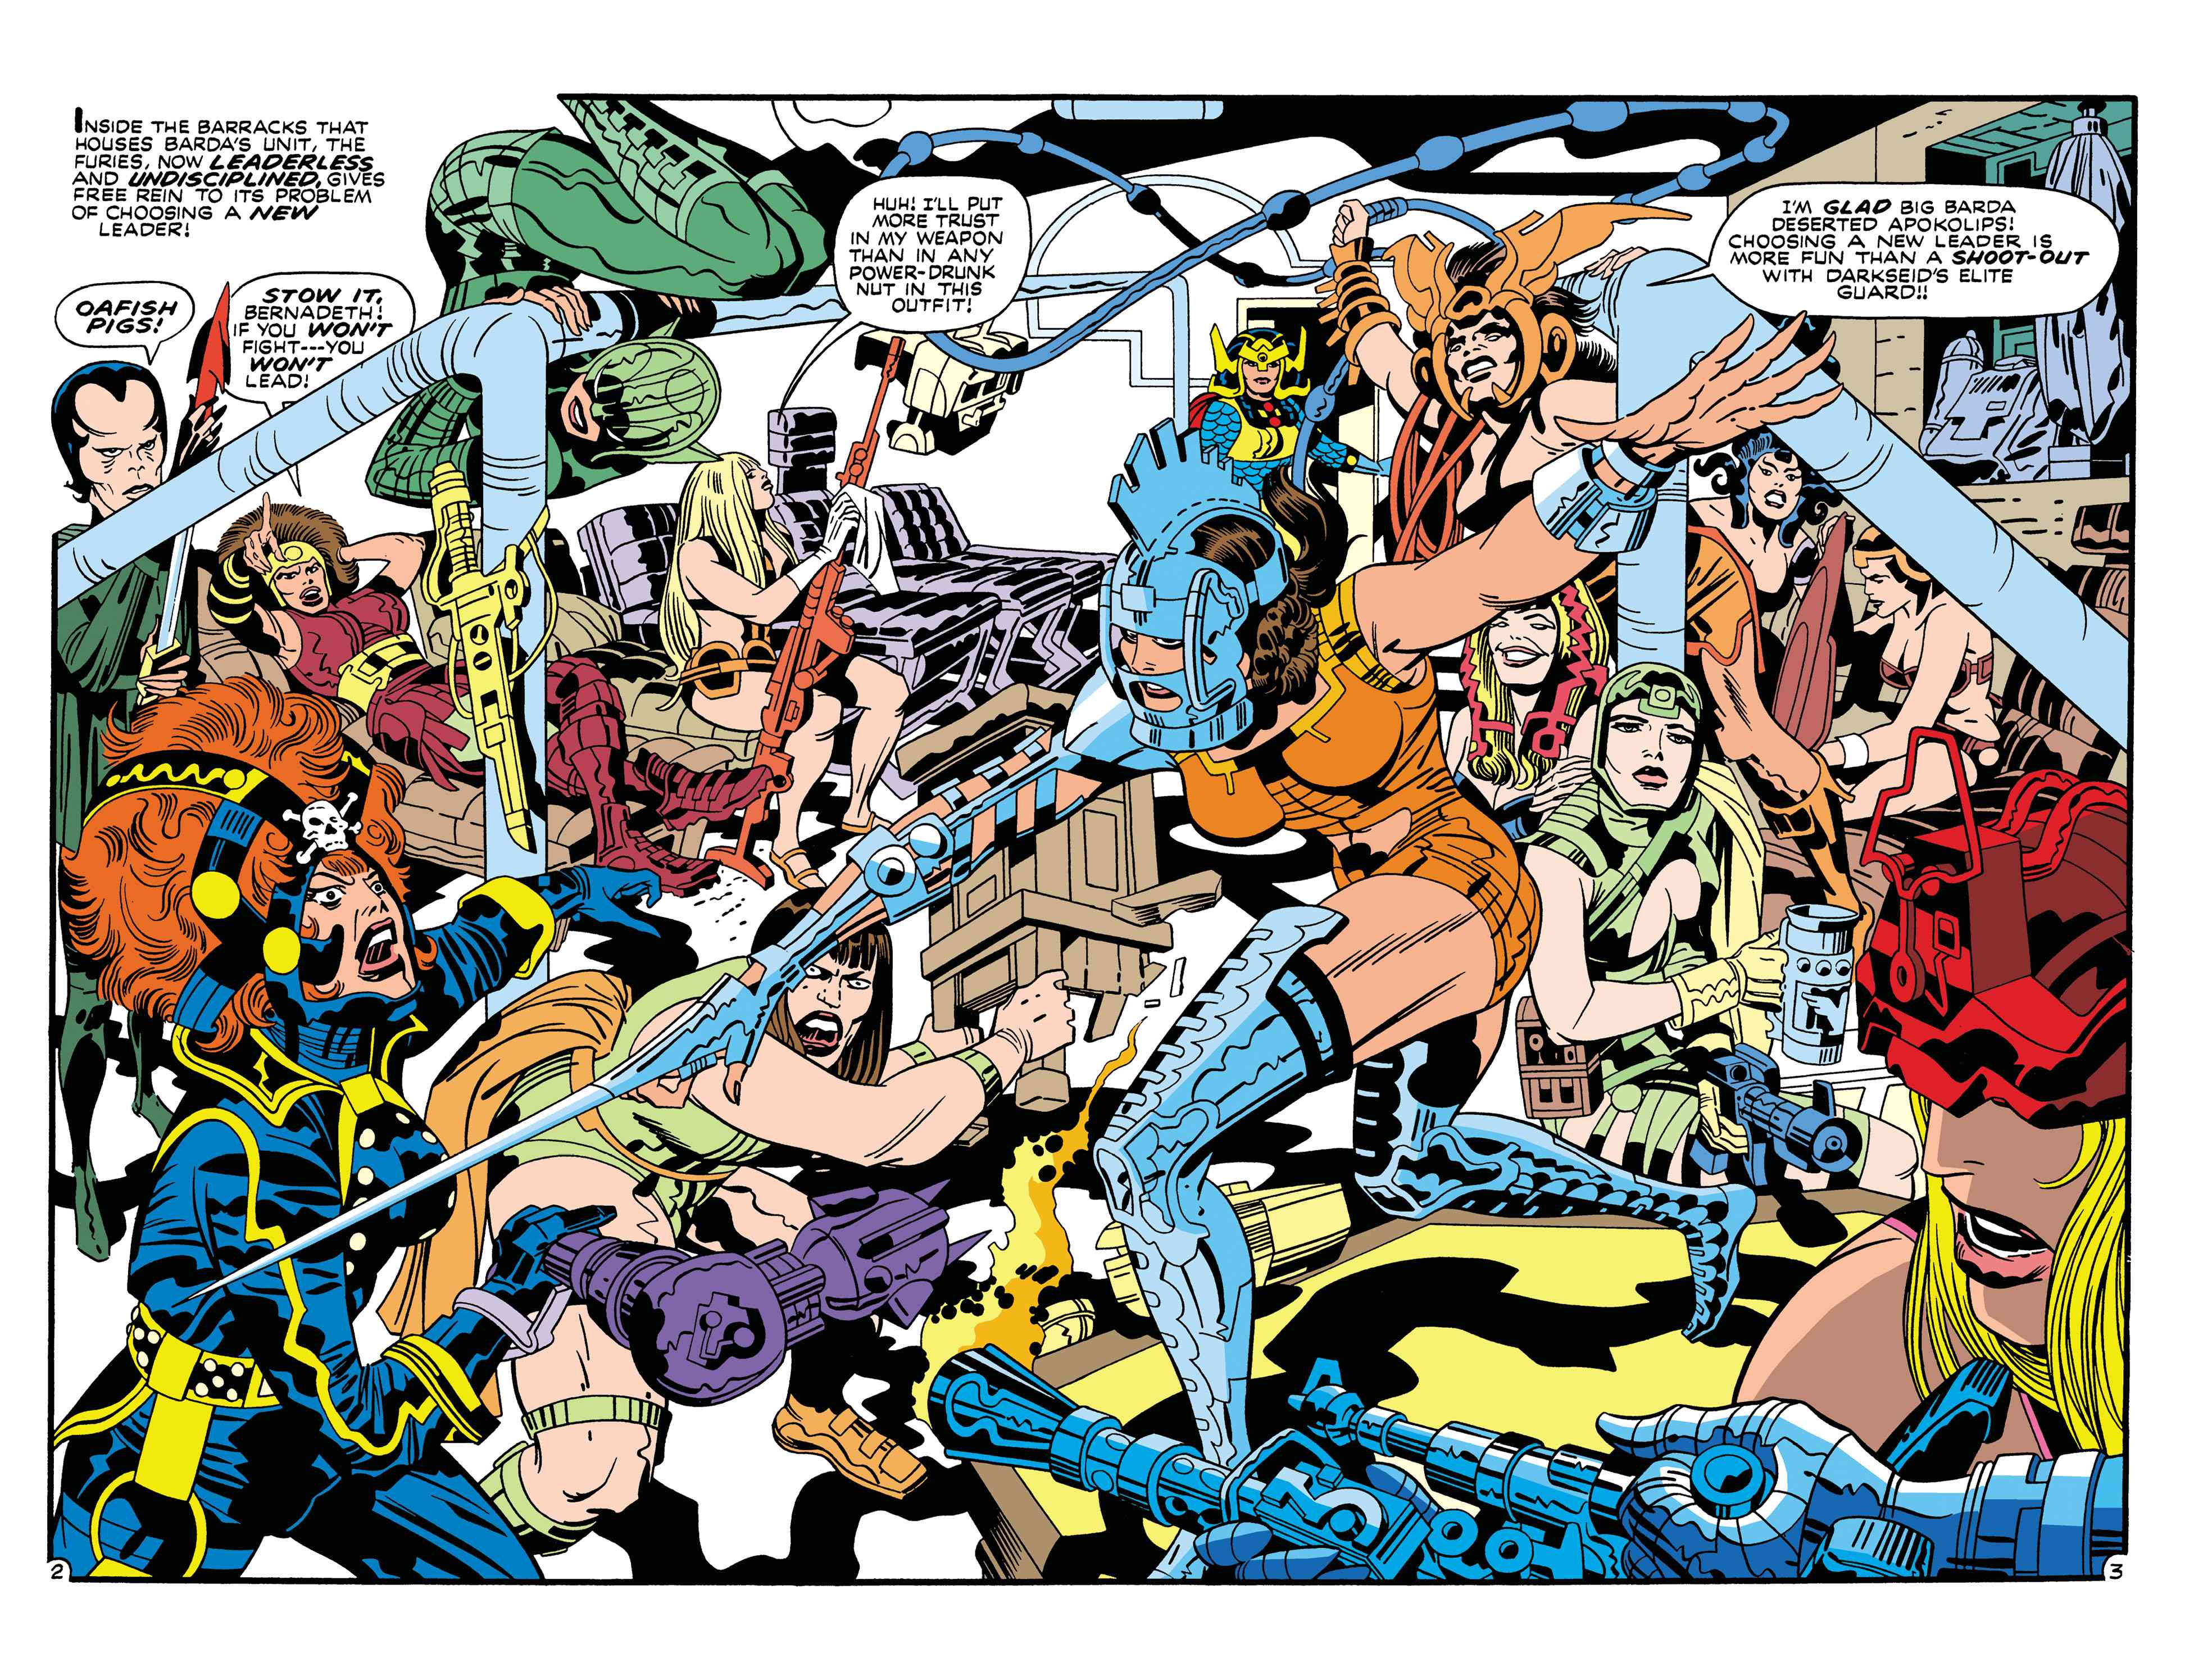 INSIDE THE BARRACKS THAT
HOUSES BARDA'S UNIT, THE
FURIES, NOW LEADERLESS
AND UNDISCIPLINED, GIVES
FREE REIN TO ITS PROBLEM
OF CHOOSING A NEW
LEADER!
OAFISH
PIGS!
STOW IT,
BERNADETH!
IF YOU WON'T
FIGHT---YOU
WON'T
LEAD!
HUH! I'LL PUT
MORE TRUST
IN MY WEAPON
THAN IN ANY
POWER-DRUNK
NUT IN THIS
OUTFIT!
I'M GLAD BIG BARDA
DESERTED APOKOLIPS!
CHOOSING A NEW LEADER IS
MORE FUN THAN A SHOOT-OUT
WITH DARKSEID'S ELITE
GUARD!!
2
3